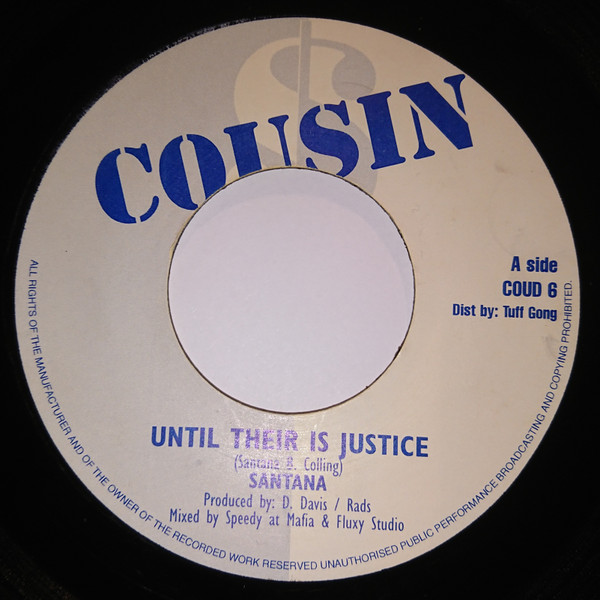 COUSIN
A side
COUD 6
Dist by: Tuff Gong
UNTIL THEIR IS JUSTICE
(Santana R. Colling)
SANTANA
Produced by: D. Davis / Rads
Mixed by Speedy at Mafia & Fluxy Studio
ALL RIGHTS OF THE MANUFACTURER AND OF THE OWNER OF THE RECORDED WORK RESERVED UNAUTHORISED PUBLIC PERFORMANCE BROADCASTING AND COPYING PROHIBITED.